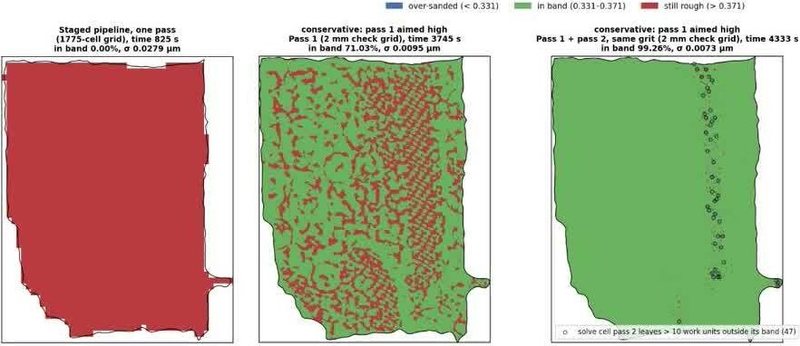 over-sanded (< 0.331)
in band (0.331-0.371)
still rough (> 0.371)
Staged pipeline, one pass
(1775-cell grid), time 825 s
in band 0.00%, σ 0.0279 μm
conservative: pass 1 aimed high
Pass 1 (2 mm check grid), time 3745 s
in band 71.03%, σ 0.0095 μm
conservative: pass 1 aimed high
Pass 1 + pass 2, same grit (2 mm check grid), time 4333 s
in band 99.26%, σ 0.0073 μm
solve cell pass 2 leaves > 10 work units outside its band (47)